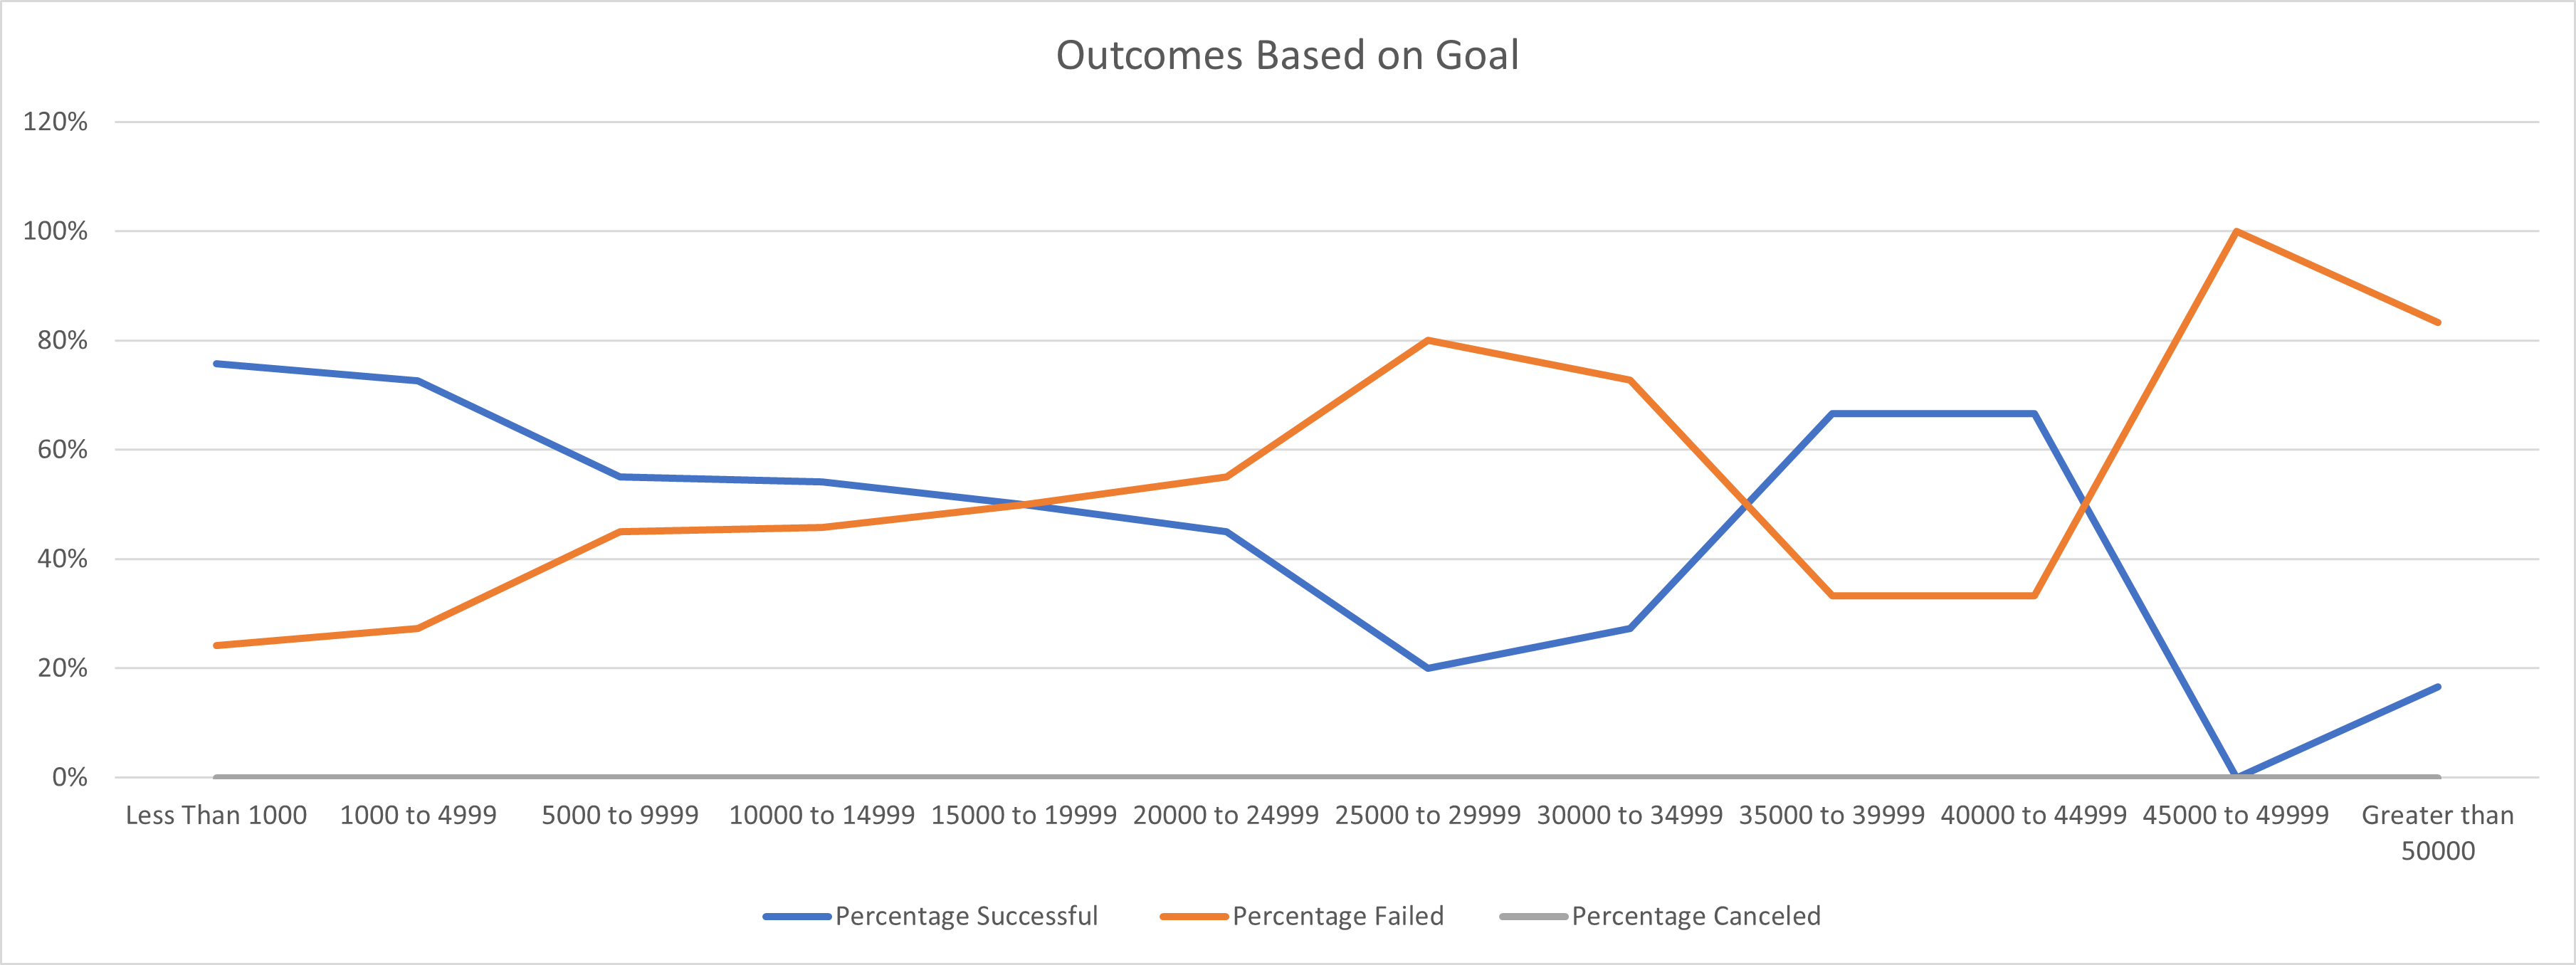 Outcomes Based on Goal
120%
100%
80%
60%
40%
20%
0%
Less Than 1000 1000 to 4999 5000 to 9999 10000 to 14999 15000 to 19999 20000 to 24999 25000 to 29999 30000 to 34999 35000 to 39999 40000 to 44999 45000 to 49999 Greater than
50000
Percentage Successful Percentage Failed Percentage Canceled